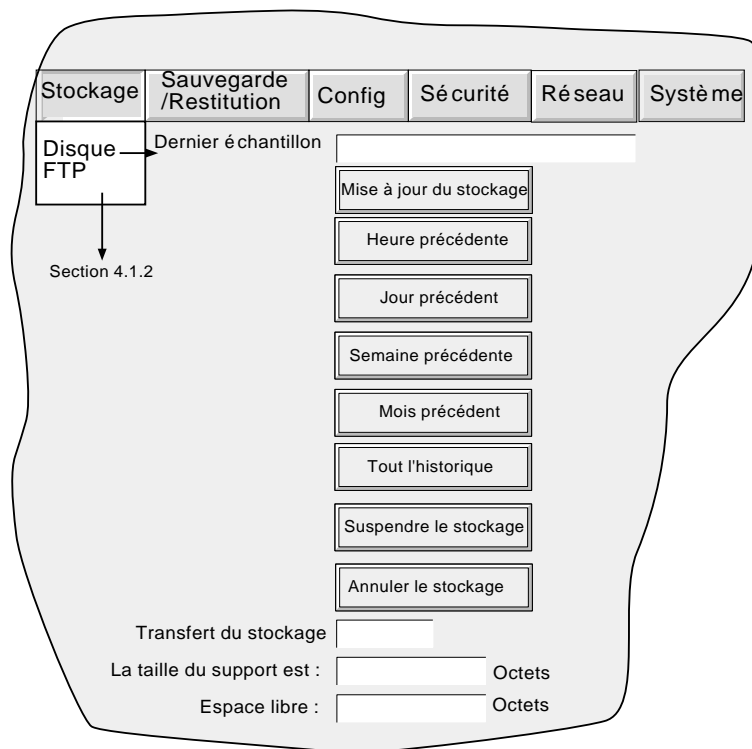 Stockage
Sauvegarde
/Restitution
Config
Sécurité
Réseau
Système
Disque
FTP
Dernier échantillon
Section 4.1.2
Mise à jour du stockage
Heure précédente
Jour précédent
Semaine précédente
Mois précédent
Tout l'historique
Suspendre le stockage
Annuler le stockage
Transfert du stockage
La taille du support est : Octets
Espace libre : Octets